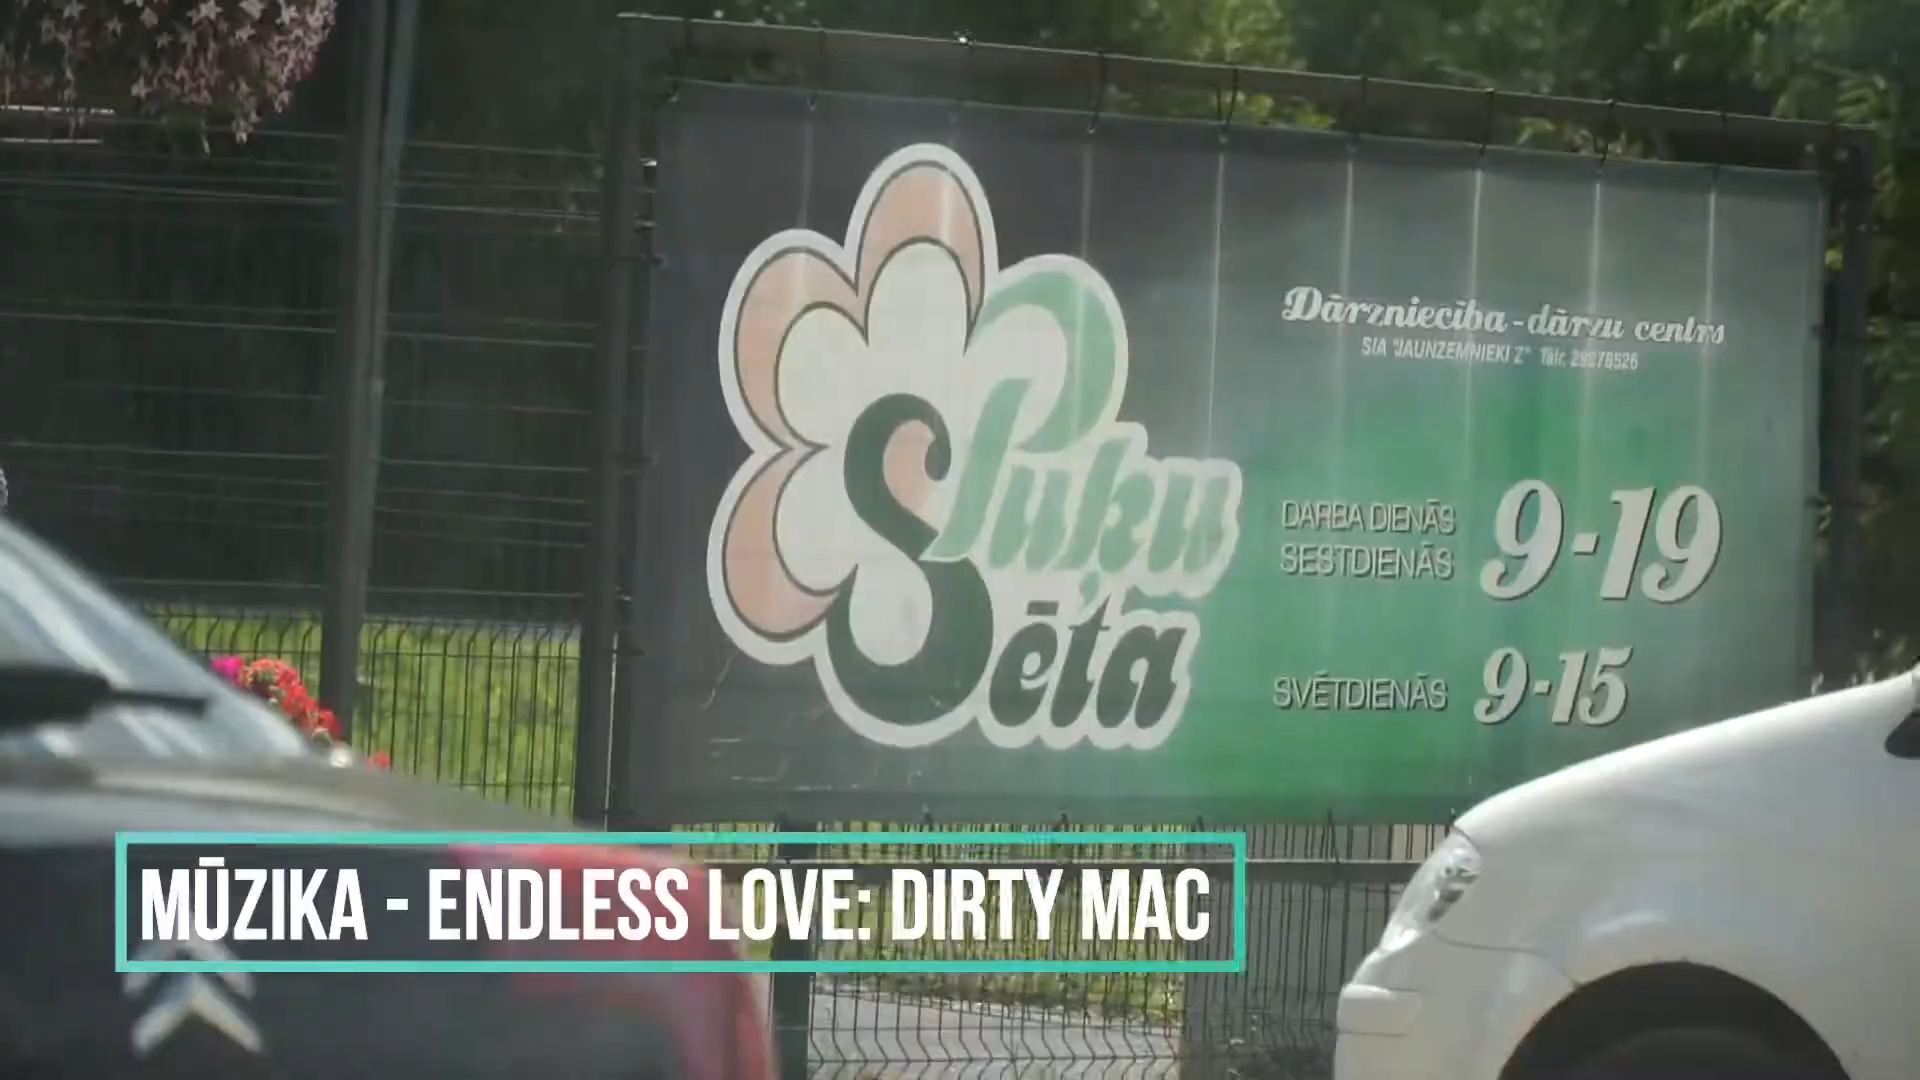 Dārzniecība-dārzu centrs
SIA "JAUNZEMNIEKI Z" Tālr. 29278526
Puķu
Sēta
DARBA DIENĀS
SESTDIENĀS
9-19
SVĒTDIENĀS 9-15
MŪZIKA - ENDLESS LOVE: DIRTY MAC